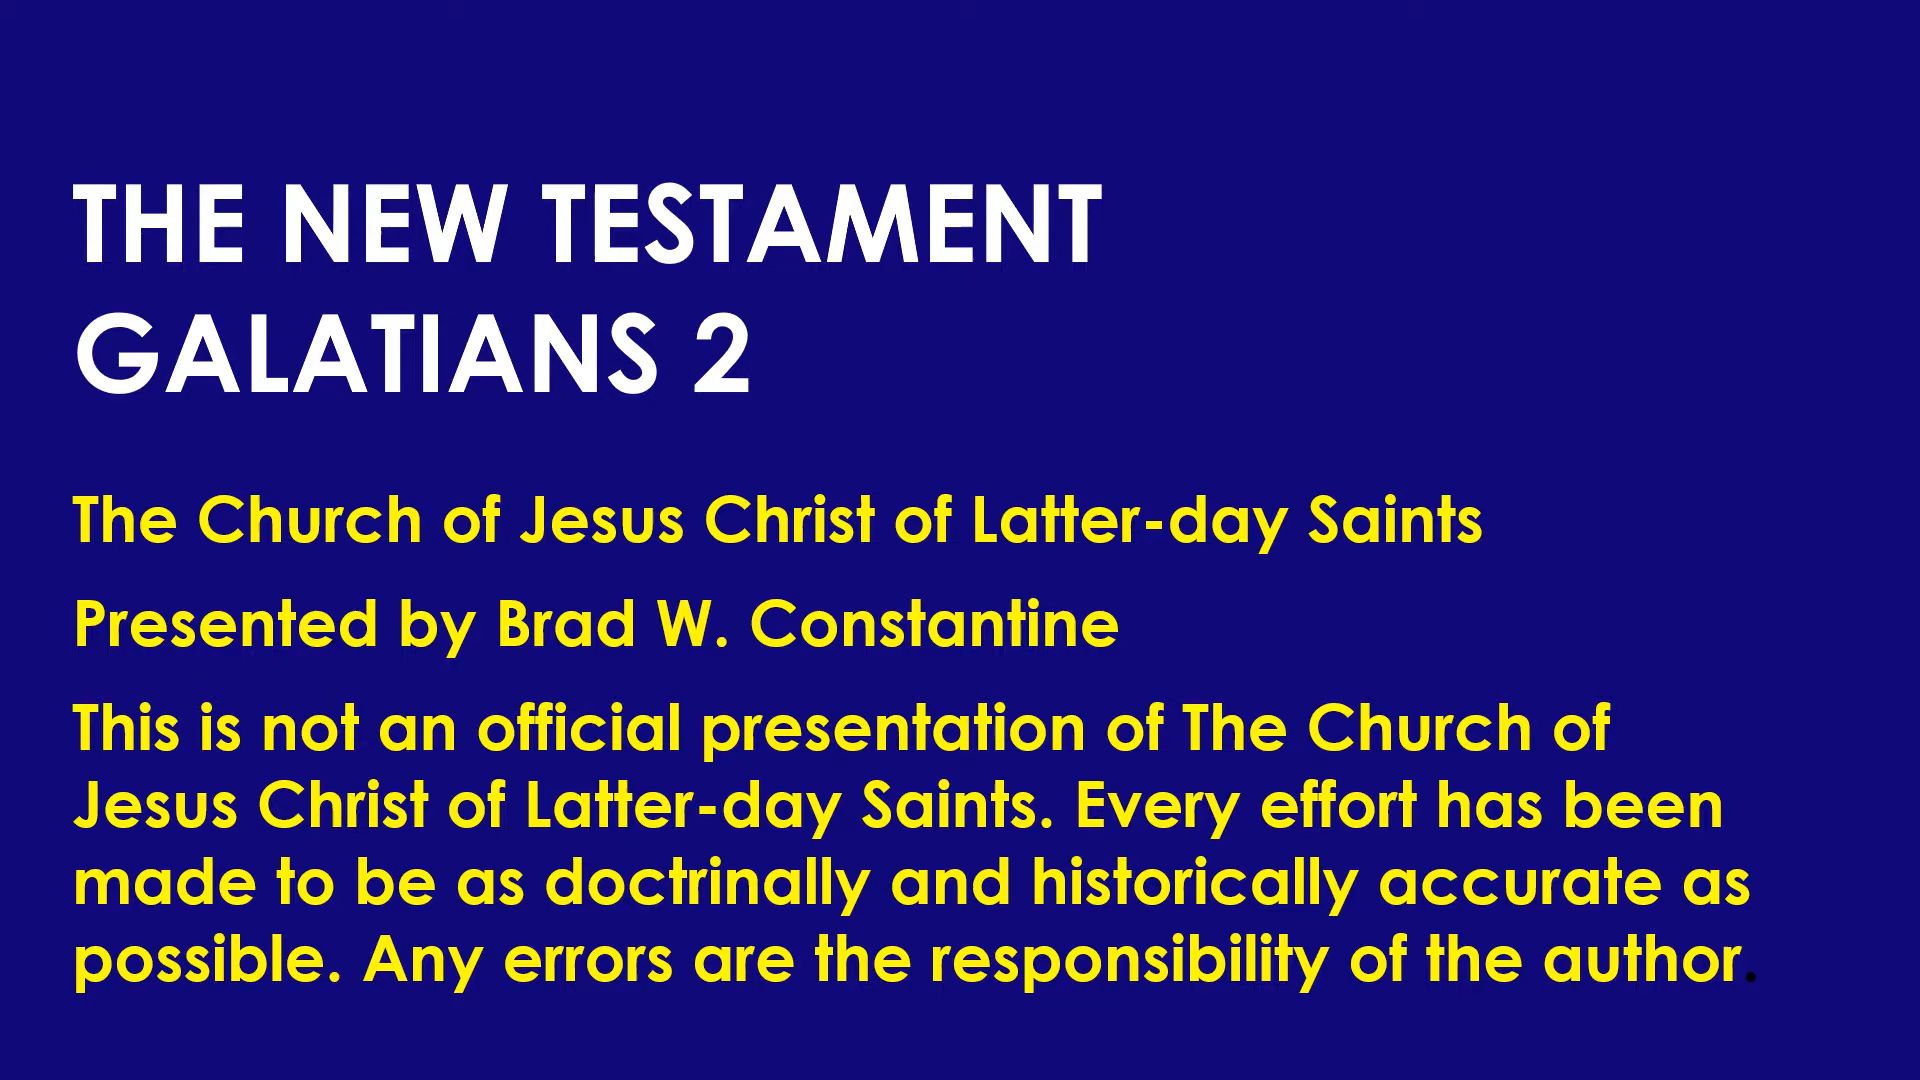 THE NEW TESTAMENT
GALATIANS 2
The Church of Jesus Christ of Latter-day Saints
Presented by Brad W. Constantine
This is not an official presentation of The Church of
Jesus Christ of Latter-day Saints. Every effort has been
made to be as doctrinally and historically accurate as
possible. Any errors are the responsibility of the author.